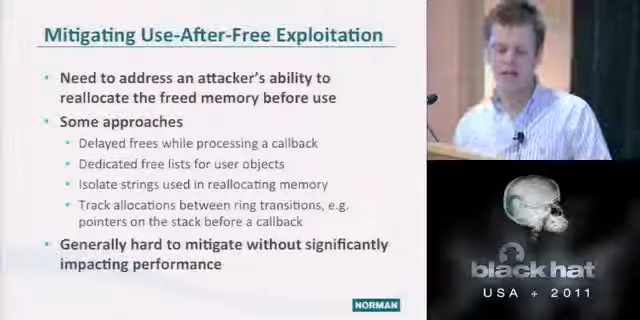 Mitigating Use-After-Free Exploitation
• Need to address an attacker's ability to
reallocate the freed memory before use
• Some approaches
• Delayed frees while processing a callback
• Dedicated free lists for user objects
• Isolate strings used in reallocating memory
• Track allocations between ring transitions, e.g.
pointers on the stack before a callback
• Generally hard to mitigate without significantly
impacting performance
NORMAN
black hat
USA + 2011